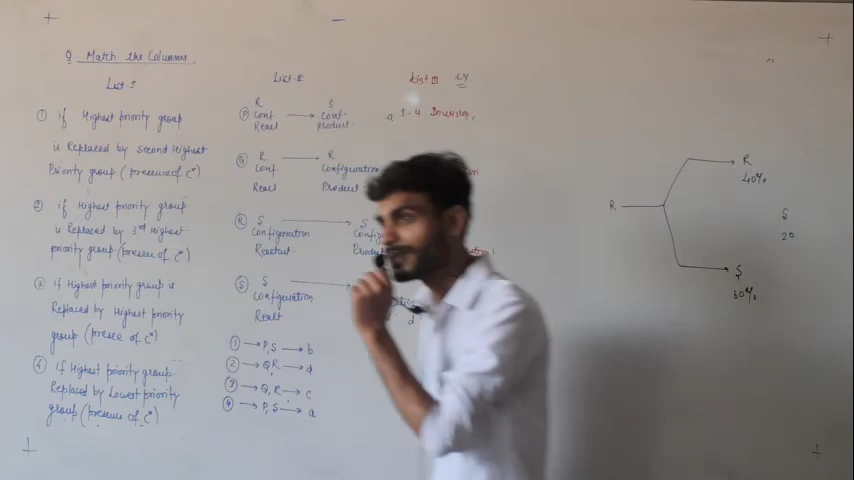 Q Match the Columns.
List I
① if Highest priority group
is Replaced by Second Highest
Priority group (presence of C*)
② if Highest priority group
is Replaced by 3rd Highest
priority group (presence of C*)
③ if Highest priority group is
Replaced by Highest priority
group (presee of C*)
④ If Highest priority group.
Replaced by Lowest priority
group (presence of C*)
List II
Ⓟ R Conf. React → S Conf. Product.
Ⓠ R Conf React → R Configuration Product
Ⓡ S Configuration Reactant → S
Ⓢ S Configuration Realt →
① → P, S → b
② → Q, R → d
③ → Q, R → c
④ → P, S → a
List III
a 1-4
d
R
R
40%
S
60%
S
20